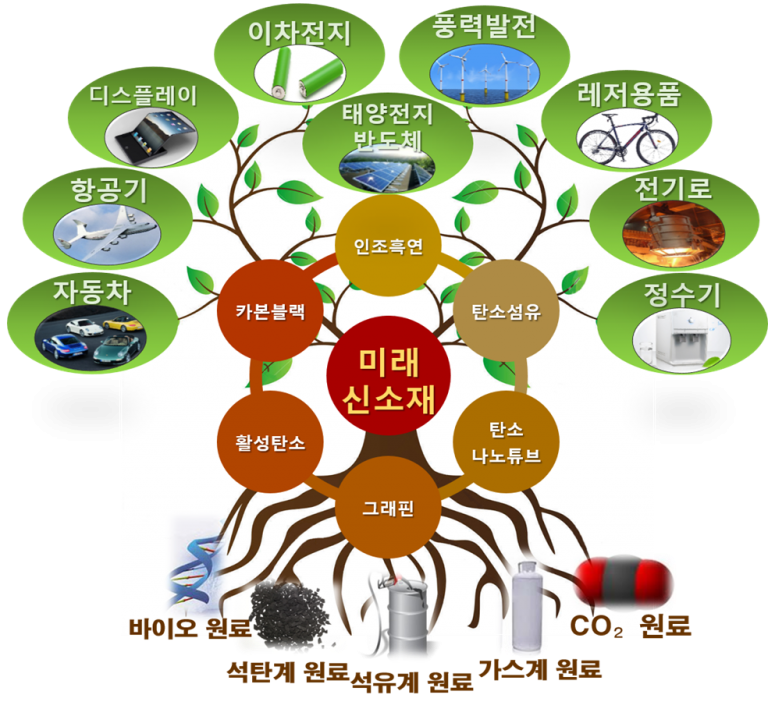 이차전지
풍력발전
디스플레이
태양전지
반도체
레저용품
항공기
전기로
자동차
정수기
인조흑연
카본블랙
탄소섬유
미래
신소재
활성탄소
탄소
나노튜브
그래핀
바이오 원료
석탄계 원료
석유계 원료
가스계 원료
CO₂ 원료